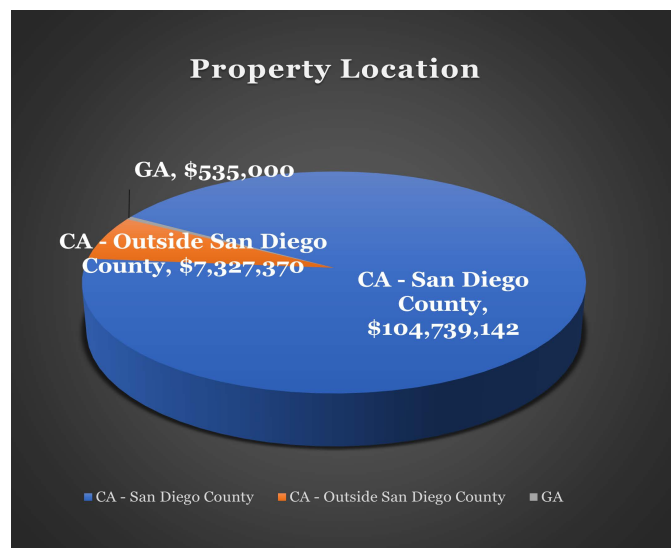 Property Location
GA, $535,000
CA - Outside San Diego
County, $7,327,370
CA - San Diego
County,
$104,739,142
CA - San Diego County
CA - Outside San Diego County
GA